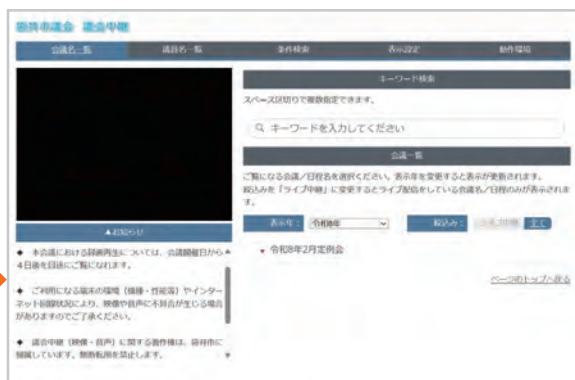 袋井市議会 議会中継
会議名一覧 議員名一覧 条件検索 表示設定 動作環境
キーワード検索
スペース区切りで複数指定できます。
キーワードを入力してください
会議一覧
ご覧になる会議/日程名を選択ください。表示年を変更すると表示が更新されます。
絞込みを「ライブ中継」に変更するとライブ配信をしている会議名/日程のみが表示されま
す。
表示年: 令和8年 絞込み: ライブ中継 全て
令和8年2月定例会
ページのトップへ戻る
▲お知らせ
◆ 本会議における録画再生については、会議開催日から
4日後を目途にご覧になれます。
◆ ご利用になる端末の環境(機種・性能等)やインター
ネット回線状況により、映像や音声に不具合が生じる場合
がありますのでご了承ください。
◆ 議会中継(映像・音声)に関する著作権は、袋井市に
帰属しています。無断転用を禁止します。